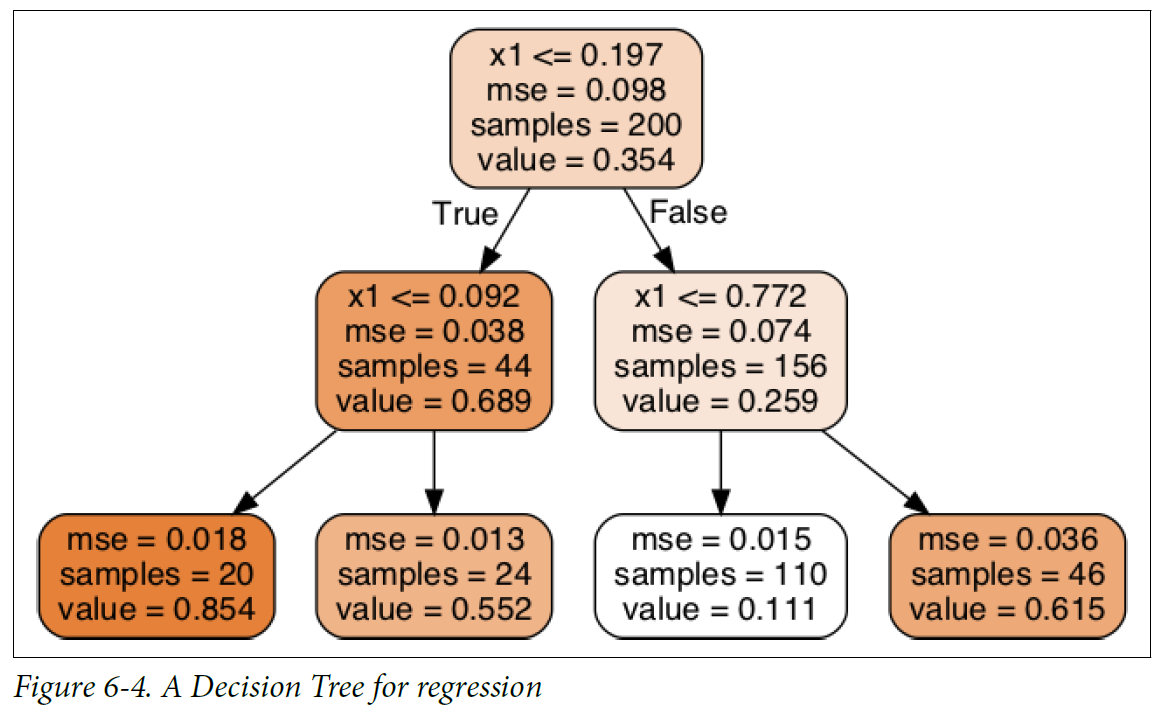 x1 <= 0.197
mse = 0.098
samples = 200
value = 0.354
True
False
x1 <= 0.092
mse = 0.038
samples = 44
value = 0.689
x1 <= 0.772
mse = 0.074
samples = 156
value = 0.259
mse = 0.018
samples = 20
value = 0.854
mse = 0.013
samples = 24
value = 0.552
mse = 0.015
samples = 110
value = 0.111
mse = 0.036
samples = 46
value = 0.615
Figure 6-4. A Decision Tree for regression